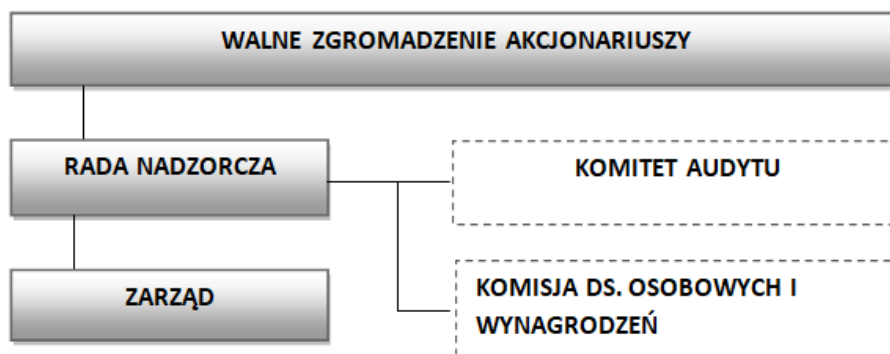 WALNE ZGROMADZENIE AKCJONARIUSZY
RADA NADZORCZA
KOMITET AUDYTU
ZARZĄD
KOMISJA DS. OSOBOWYCH I
WYNAGRODZEŃ